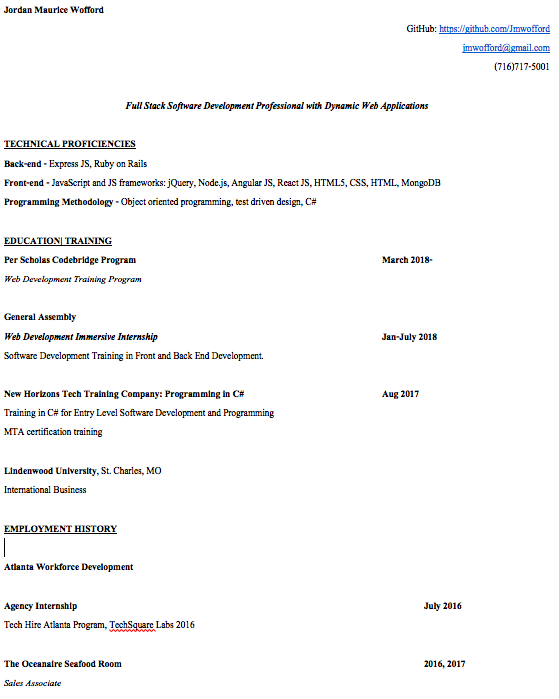 Jordan Maurice Wofford
GitHub: https://github.com/Jmwofford
jmwofford@gmail.com
(716)717-5001
Full Stack Software Development Professional with Dynamic Web Applications
TECHNICAL PROFICIENCIES
Back-end - Express JS, Ruby on Rails
Front-end - JavaScript and JS frameworks: jQuery, Node.js, Angular JS, React JS, HTML5, CSS, HTML, MongoDB
Programming Methodology - Object oriented programming, test driven design, C#
EDUCATION| TRAINING
Per Scholas Codebridge Program March 2018-
Web Development Training Program
General Assembly
Web Development Immersive Internship Jan-July 2018
Software Development Training in Front and Back End Development.
New Horizons Tech Training Company: Programming in C# Aug 2017
Training in C# for Entry Level Software Development and Programming
MTA certification training
Lindenwood University, St. Charles, MO
International Business
EMPLOYMENT HISTORY
Atlanta Workforce Development
Agency Internship July 2016
Tech Hire Atlanta Program, TechSquare Labs 2016
The Oceanaire Seafood Room 2016, 2017
Sales Associate